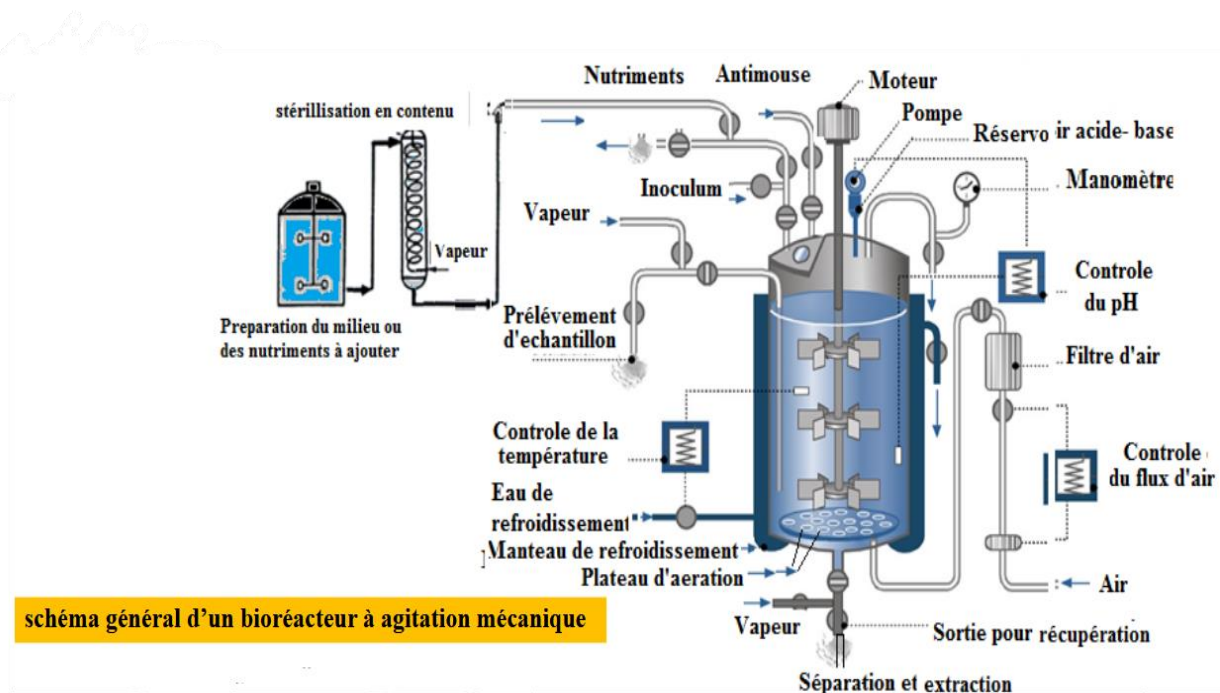 Nutriments
Antimouse
Moteur
stérillisation en contenu
Pompe
Réservo ir acide- base
Inoculum
Manomètre
Vapeur
Vapeur
Controle
du pH
Prélévement
d'echantillon
Preparation du milieu ou
des nutriments à ajouter
Filtre d'air
Controle de la
température
Controle
du flux d'air
Eau de
refroidissement
Manteau de refroidissement
Plateau d'aeration
Air
schéma général d’un bioréacteur à agitation mécanique
Vapeur
Sortie pour récupération
Séparation et extraction